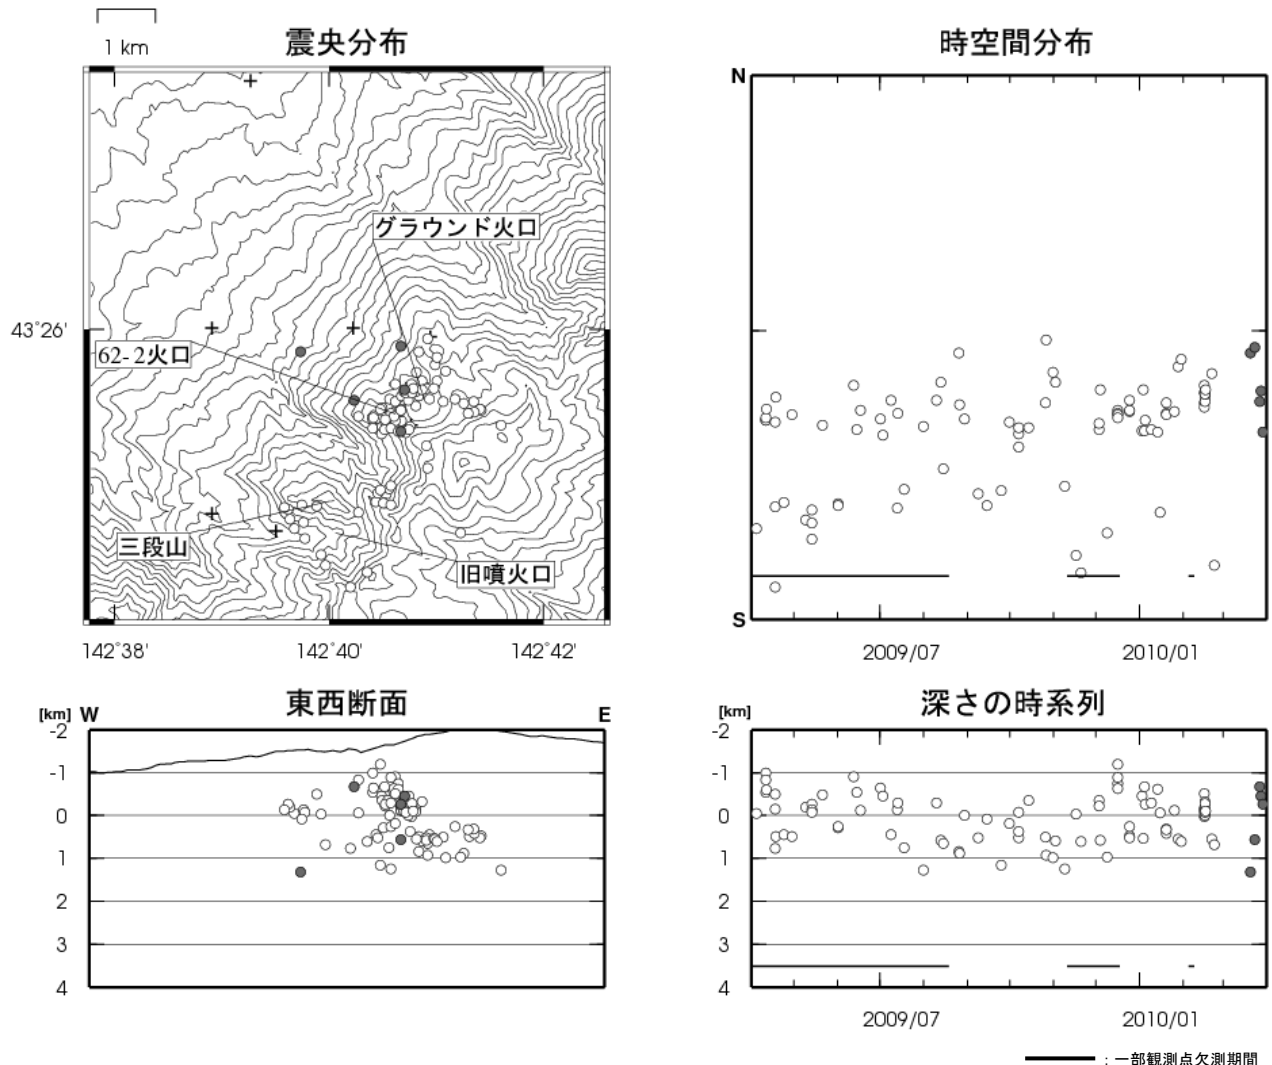 1 km
震央分布
グラウンド火口
43°26'
62-2火口
三段山
旧噴火口
142°38'
142°40'
142°42'
時空間分布
N
S
2009/07
2010/01
東西断面
[km]
W
E
-2
-1
0
1
2
3
4
深さの時系列
[km]
-2
-1
0
1
2
3
4
2009/07
2010/01
：一部観測点欠測期間